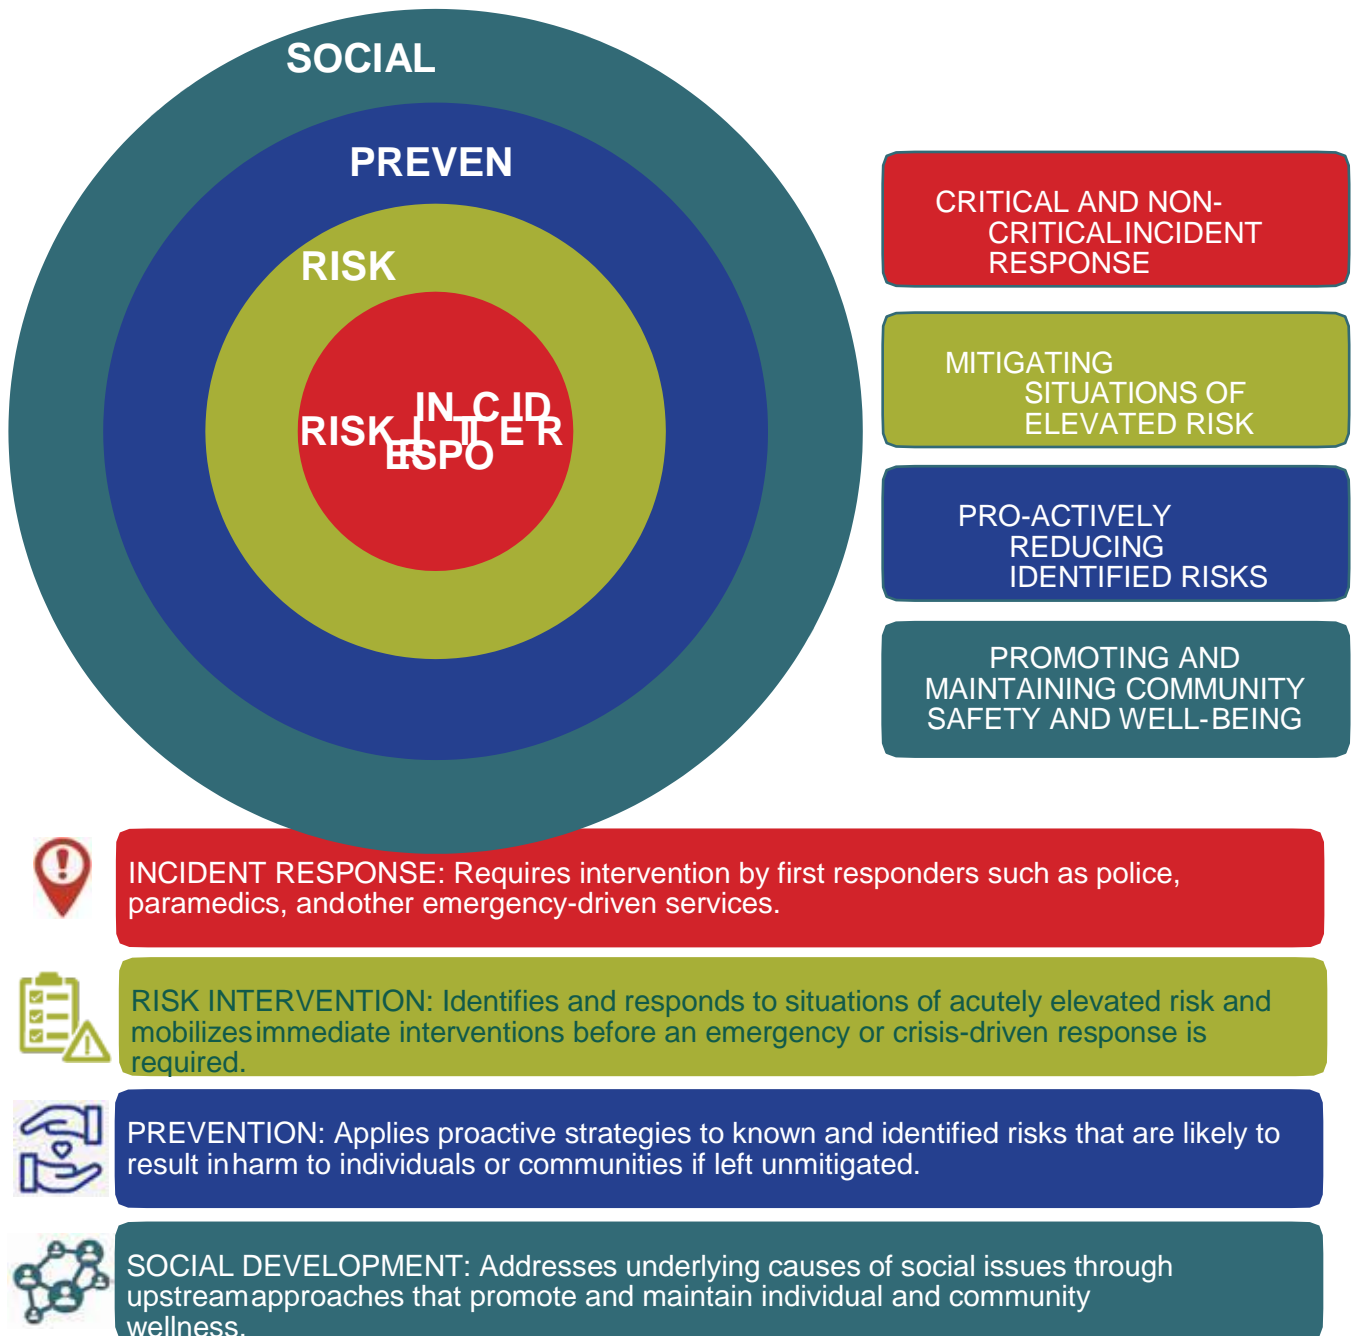 SOCIAL
PREVEN
RISK
IN C ID
RISK I T E R
ESPO
CRITICAL AND NON-
CRITICALINCIDENT
RESPONSE
MITIGATING
SITUATIONS OF
ELEVATED RISK
PRO-ACTIVELY
REDUCING
IDENTIFIED RISKS
PROMOTING AND
MAINTAINING COMMUNITY
SAFETY AND WELL-BEING
INCIDENT RESPONSE: Requires intervention by first responders such as police,
paramedics, andother emergency-driven services.
RISK INTERVENTION: Identifies and responds to situations of acutely elevated risk and
mobilizesimmediate interventions before an emergency or crisis-driven response is
required.
PREVENTION: Applies proactive strategies to known and identified risks that are likely to
result inharm to individuals or communities if left unmitigated.
SOCIAL DEVELOPMENT: Addresses underlying causes of social issues through
upstreamapproaches that promote and maintain individual and community
wellness.